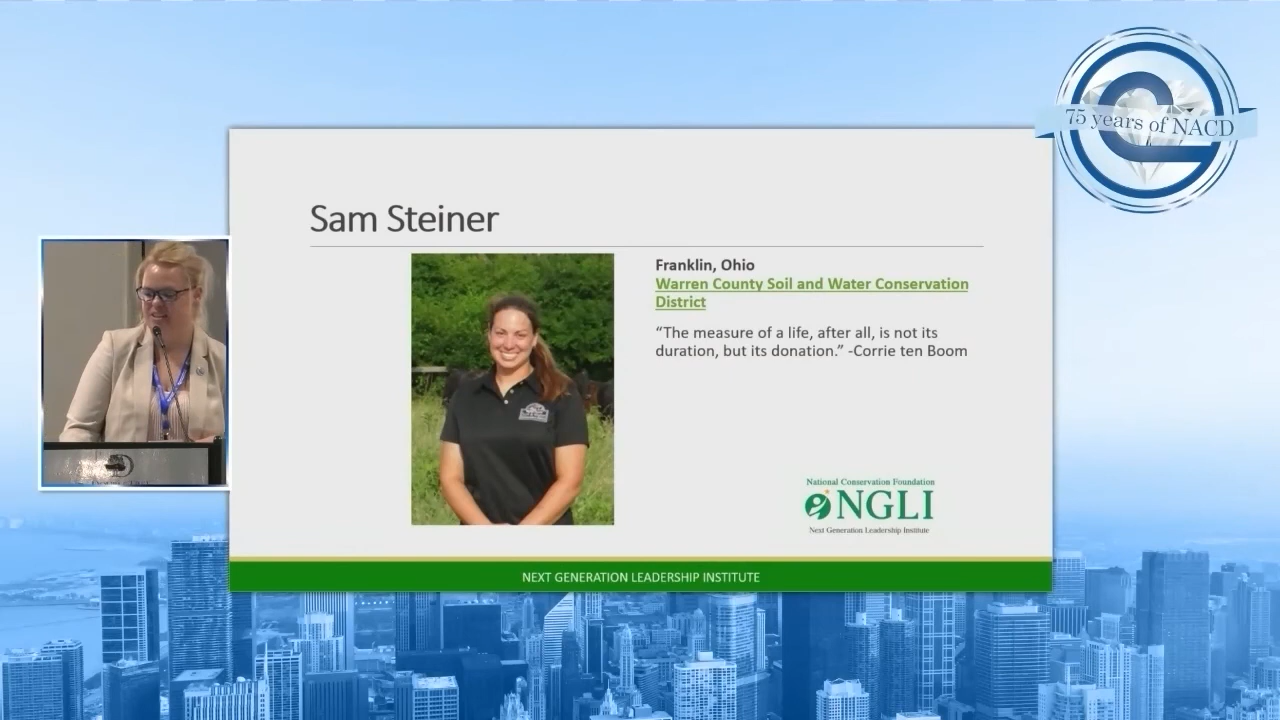 75 years of NACD
Sam Steiner
Franklin, Ohio
Warren County Soil and Water Conservation
District
“The measure of a life, after all, is not its
duration, but its donation.” -Corrie ten Boom
National Conservation Foundation
NGLI
Next Generation Leadership Institute
NEXT GENERATION LEADERSHIP INSTITUTE